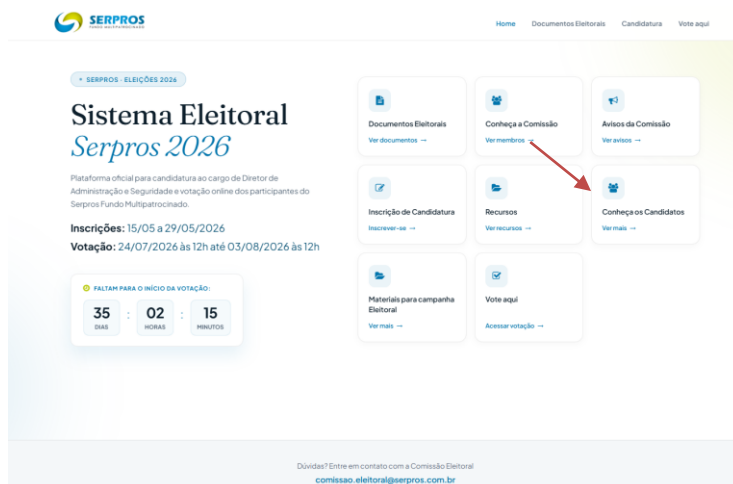 SERPROS
FUNDO MULTIPATROCINADO
Home Documentos Eleitorais Candidatura Vote aqui
SERPROS - ELEIÇÕES 2026
Sistema Eleitoral
Serpros 2026
Plataforma oficial para candidatura ao cargo de Diretor de
Administração e Seguridade e votação online dos participantes do
Serpros Fundo Multipatrocinado.
Inscrições: 15/05 a 29/05/2026
Votação: 24/07/2026 às 12h até 03/08/2026 às 12h
FALTAM PARA O INÍCIO DA VOTAÇÃO:
35 : 02 : 15
DIAS HORAS MINUTOS
Documentos Eleitorais
Ver documentos →
Conheça a Comissão
Ver membros →
Avisos da Comissão
Ver avisos →
Inscrição de Candidatura
Inscrever-se →
Recursos
Ver recursos →
Conheça os Candidatos
Ver mais →
Materiais para campanha
Eleitoral
Ver mais →
Vote aqui
Acessar votação →
Dúvidas? Entre em contato com a Comissão Eleitoral
comissao.eleitoral@serpros.com.br